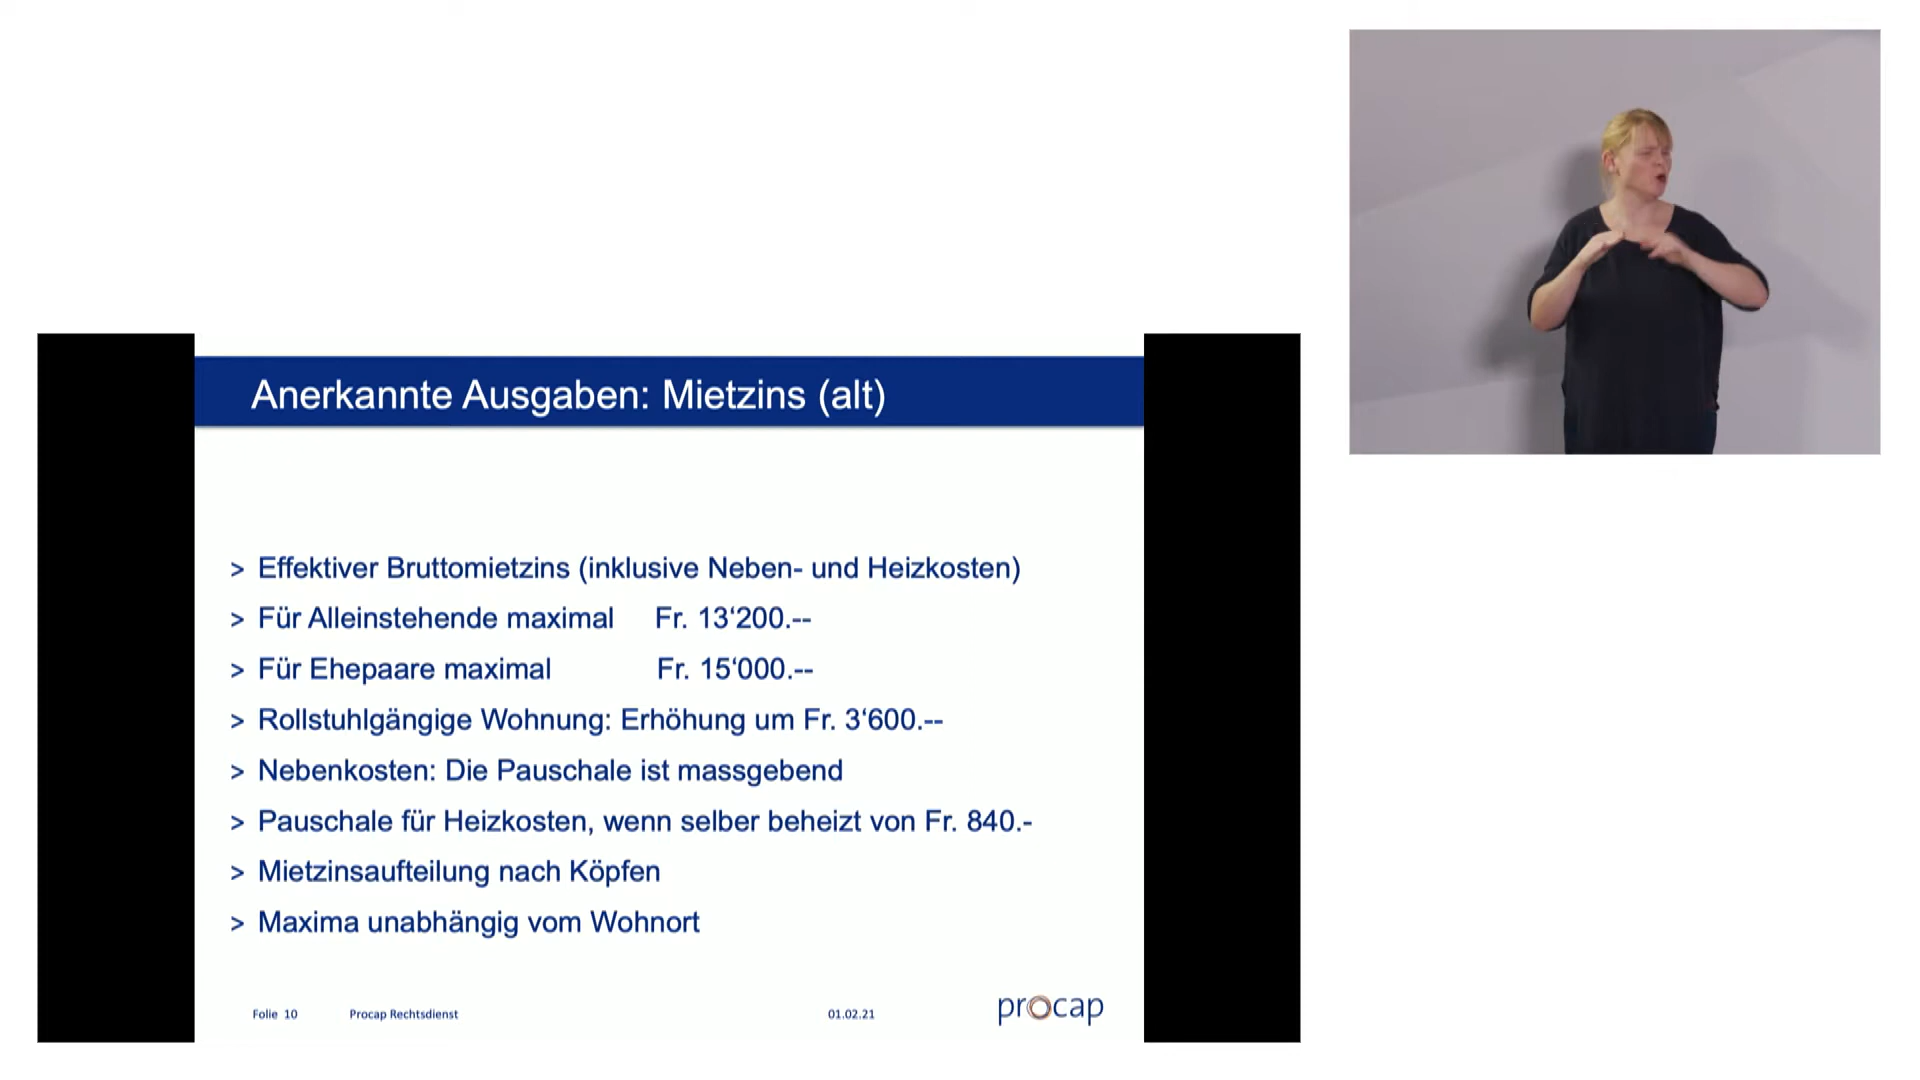 Anerkannte Ausgaben: Mietzins (alt)
> Effektiver Bruttomietzins (inklusive Neben- und Heizkosten)
> Für Alleinstehende maximal Fr. 13‘200.--
> Für Ehepaare maximal Fr. 15‘000.--
> Rollstuhlgängige Wohnung: Erhöhung um Fr. 3‘600.--
> Nebenkosten: Die Pauschale ist massgebend
> Pauschale für Heizkosten, wenn selber beheizt von Fr. 840.-
> Mietzinsaufteilung nach Köpfen
> Maxima unabhängig vom Wohnort
Folie 10 Procap Rechtsdienst 01.02.21 procap